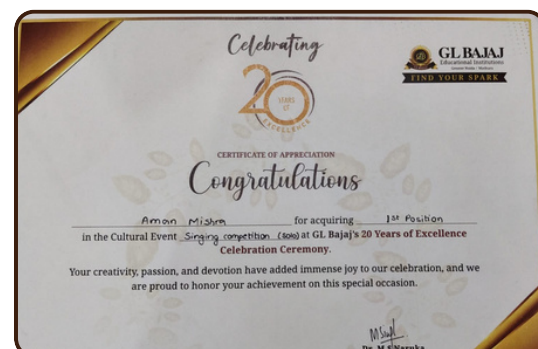 Celebrating
20
YEARS
OF
EXCELLENCE
GL BAJAJ
Educational Institutions
FIND YOUR SPARK
CERTIFICATE OF APPRECIATION
Congratulations
Aman Mishra for acquiring 1st Position
in the Cultural Event Singing competition (Solo) at GL Bajaj's 20 Years of Excellence
Celebration Ceremony.
Your creativity, passion, and devotion have added immense joy to our celebration, and we
are proud to honor your achievement on this special occasion.
Dr. M S Naruka